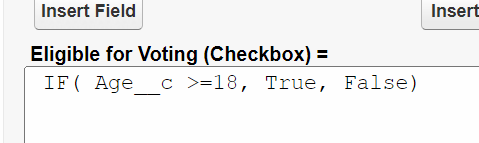 Insert Field
Insert
Eligible for Voting (Checkbox) =
IF( Age__c >=18, True, False)